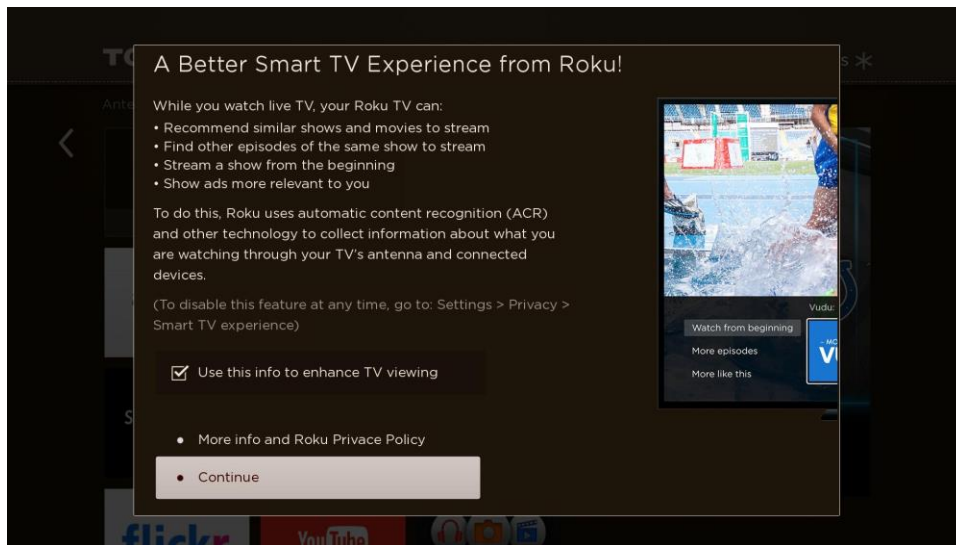 A Better Smart TV Experience from Roku!
While you watch live TV, your Roku TV can:
• Recommend similar shows and movies to stream
• Find other episodes of the same show to stream
• Stream a show from the beginning
• Show ads more relevant to you
To do this, Roku uses automatic content recognition (ACR)
and other technology to collect information about what you
are watching through your TV's antenna and connected
devices.
(To disable this feature at any time, go to: Settings > Privacy >
Smart TV experience)
Use this info to enhance TV viewing
• More info and Roku Privace Policy
• Continue
Vudu:
Watch from beginning
More episodes
More like this
flickr
YouTube